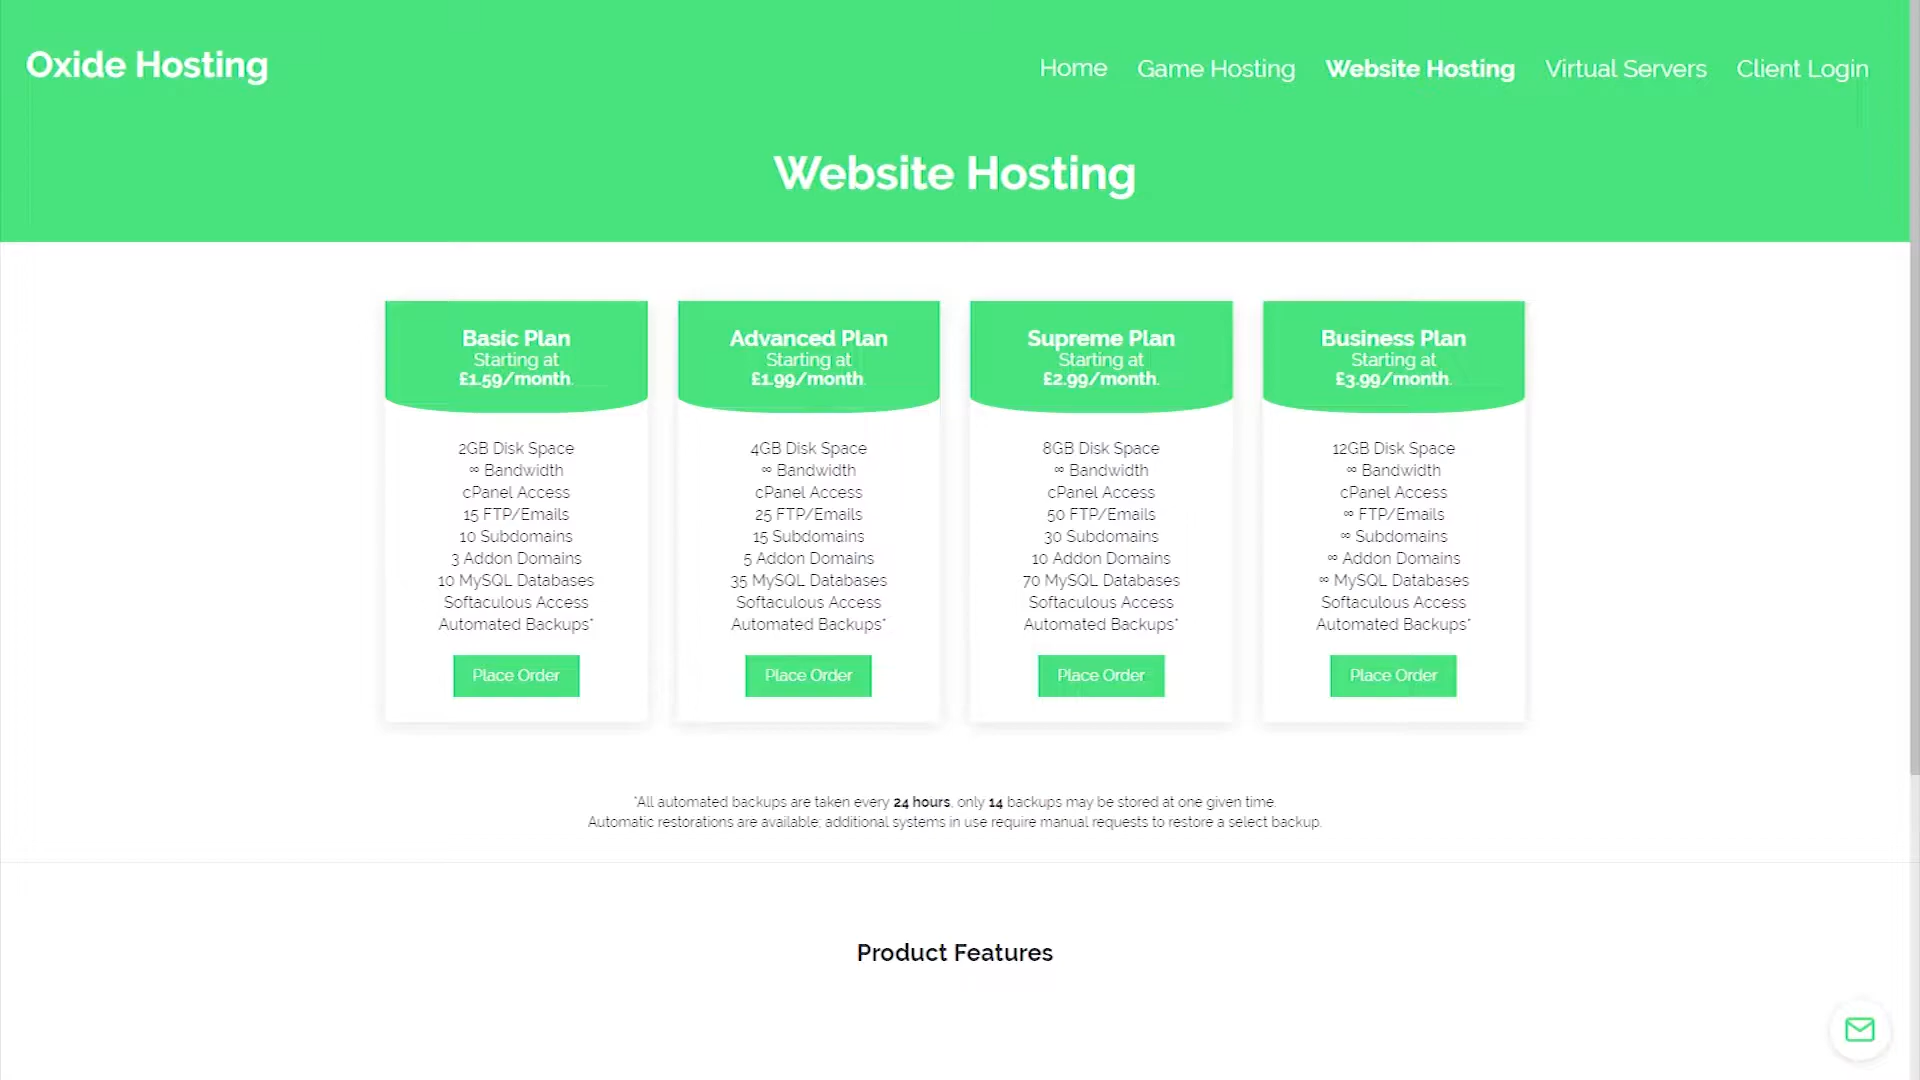 Oxide Hosting
Home Game Hosting Website Hosting Virtual Servers Client Login
Website Hosting
Basic Plan
Starting at
£1.59/month.
2GB Disk Space
∞ Bandwidth
cPanel Access
15 FTP/Emails
10 Subdomains
3 Addon Domains
10 MySQL Databases
Softaculous Access
Automated Backups*
Place Order
Advanced Plan
Starting at
£1.99/month.
4GB Disk Space
∞ Bandwidth
cPanel Access
25 FTP/Emails
15 Subdomains
5 Addon Domains
35 MySQL Databases
Softaculous Access
Automated Backups*
Place Order
Supreme Plan
Starting at
£2.99/month.
8GB Disk Space
∞ Bandwidth
cPanel Access
50 FTP/Emails
30 Subdomains
10 Addon Domains
70 MySQL Databases
Softaculous Access
Automated Backups*
Place Order
Business Plan
Starting at
£3.99/month.
12GB Disk Space
∞ Bandwidth
cPanel Access
∞ FTP/Emails
∞ Subdomains
∞ Addon Domains
∞ MySQL Databases
Softaculous Access
Automated Backups*
Place Order
*All automated backups are taken every 24 hours, only 14 backups may be stored at one given time.
Automatic restorations are available; additional systems in use require manual requests to restore a select backup.
Product Features